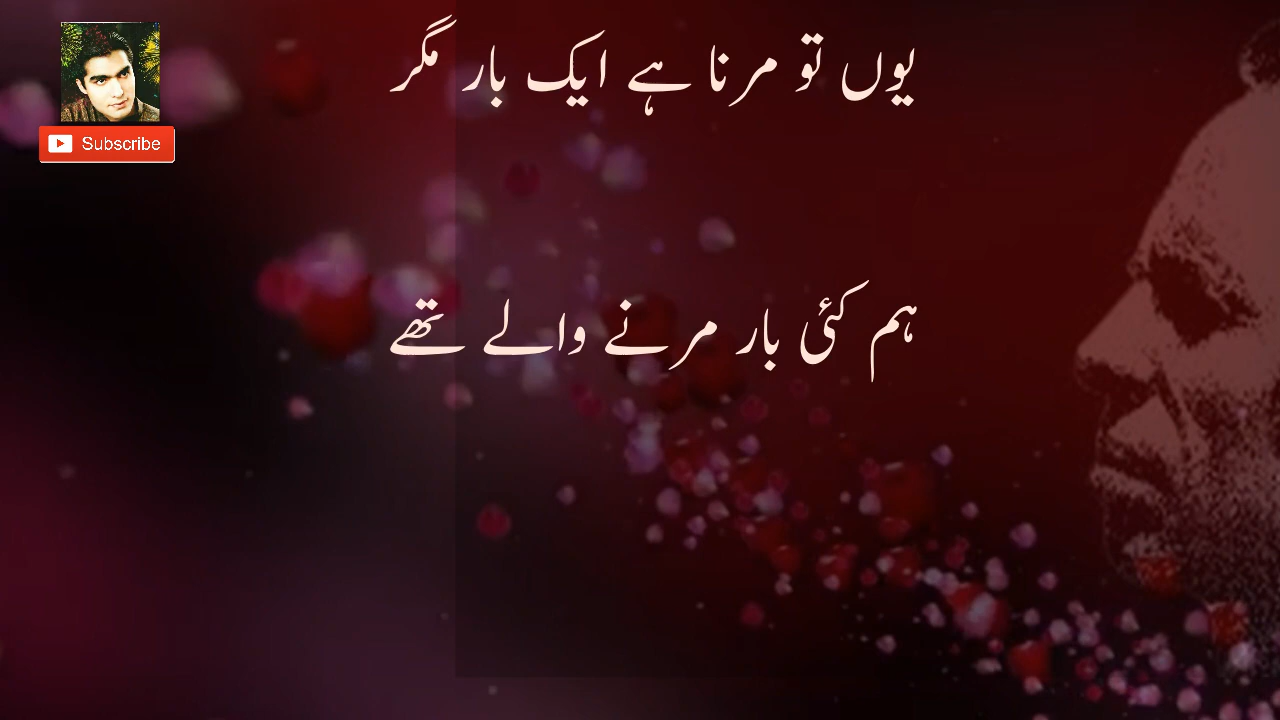 یوں تو مرنا ہے ایک بار مگر
ہم کئی بار مرنے والے تھے
Subscribe